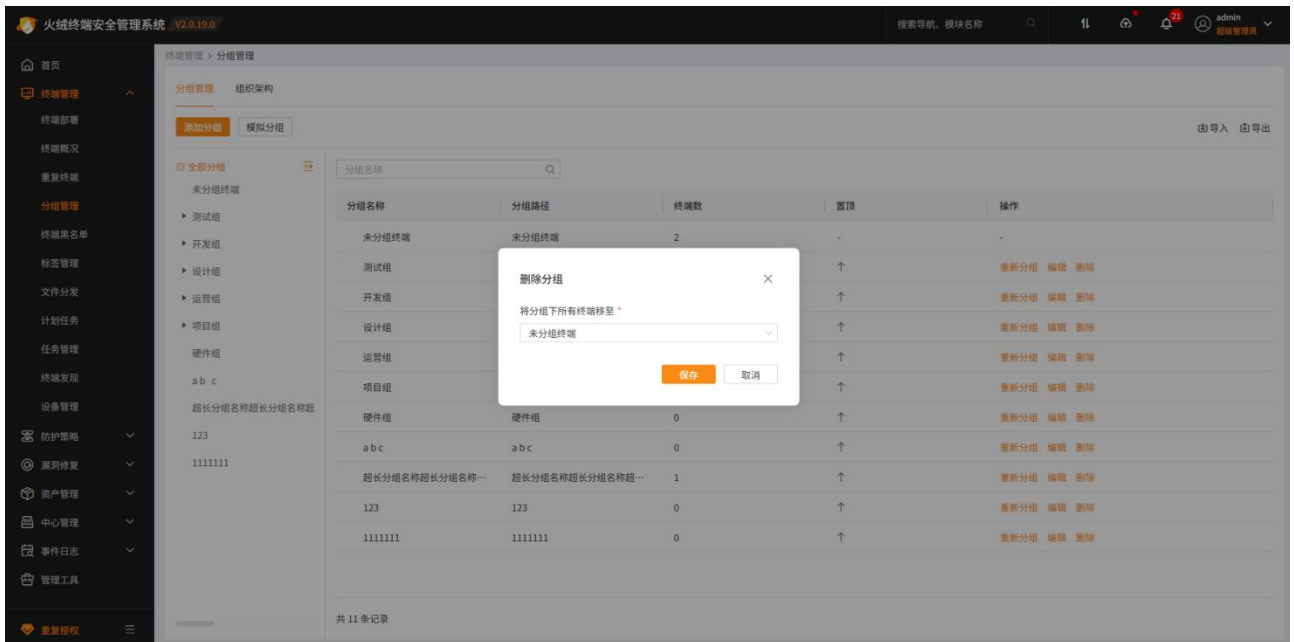 火绒终端安全管理系统 V2.0.19.0
搜索导航、模块名称
21
admin
超级管理员
首页
终端管理
终端部署
终端概况
重复终端
分组管理
终端黑名单
标签管理
文件分发
计划任务
任务管理
终端发现
设备管理
防护策略
漏洞修复
资产管理
中心管理
事件日志
管理工具
重复授权
终端管理 > 分组管理
分组管理 组织架构
添加分组 模拟分组
导入 导出
全部分组
未分组终端
测试组
开发组
设计组
运营组
项目组
硬件组
ab c
超长分组名称超长分组名称超
123
1111111
分组名称
分组名称 分组路径 终端数 置顶 操作
未分组终端 未分组终端 2 - -
测试组 重新分组 编辑 删除
开发组 重新分组 编辑 删除
设计组 重新分组 编辑 删除
运营组 重新分组 编辑 删除
项目组 重新分组 编辑 删除
硬件组 硬件组 0 重新分组 编辑 删除
a b c a b c 0 重新分组 编辑 删除
超长分组名称超长分组名称… 超长分组名称超长分组名称超… 1 重新分组 编辑 删除
123 123 0 重新分组 编辑 删除
1111111 1111111 0 重新分组 编辑 删除
共 11 条记录
删除分组
将分组下所有终端移至 *
未分组终端
保存 取消